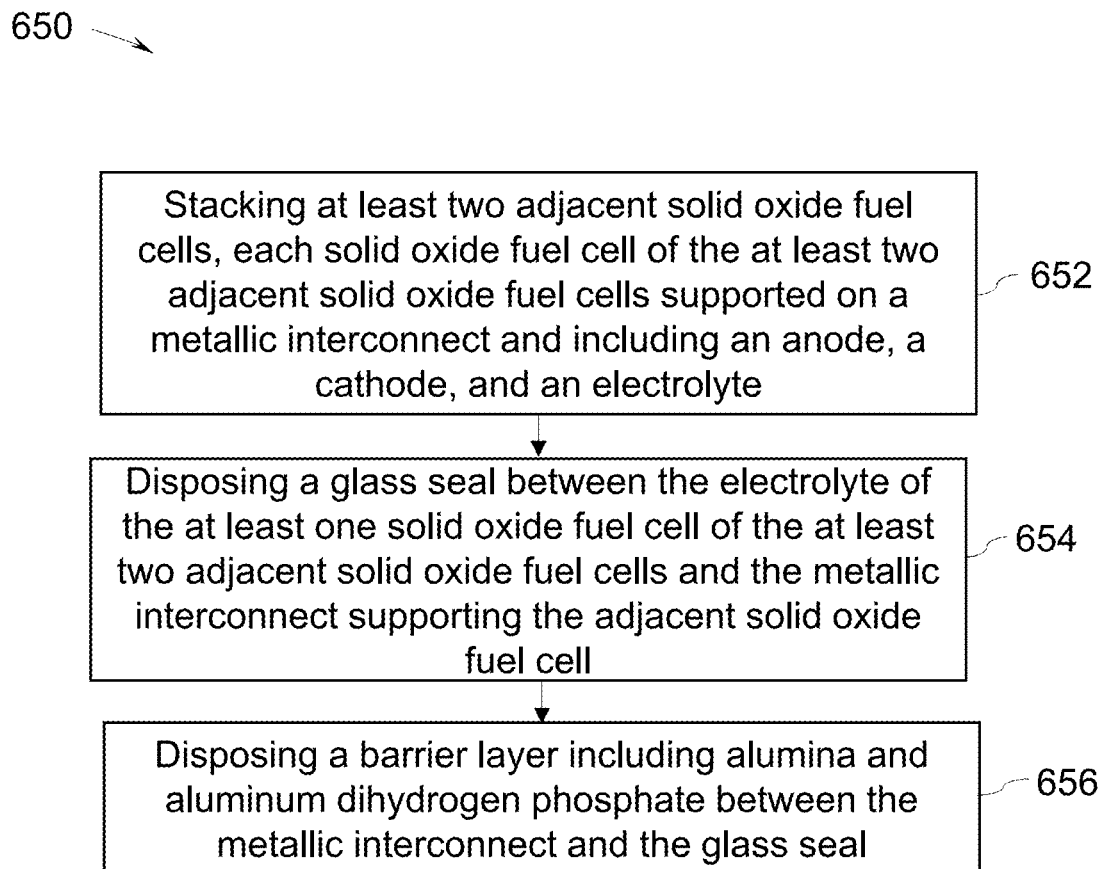 650
Stacking at least two adjacent solid oxide fuel
cells, each solid oxide fuel cell of the at least two
adjacent solid oxide fuel cells supported on a
metallic interconnect and including an anode, a
cathode, and an electrolyte
652
Disposing a glass seal between the electrolyte of
the at least one solid oxide fuel cell of the at least
two adjacent solid oxide fuel cells and the metallic
interconnect supporting the adjacent solid oxide
fuel cell
654
Disposing a barrier layer including alumina and
aluminum dihydrogen phosphate between the
metallic interconnect and the glass seal
656